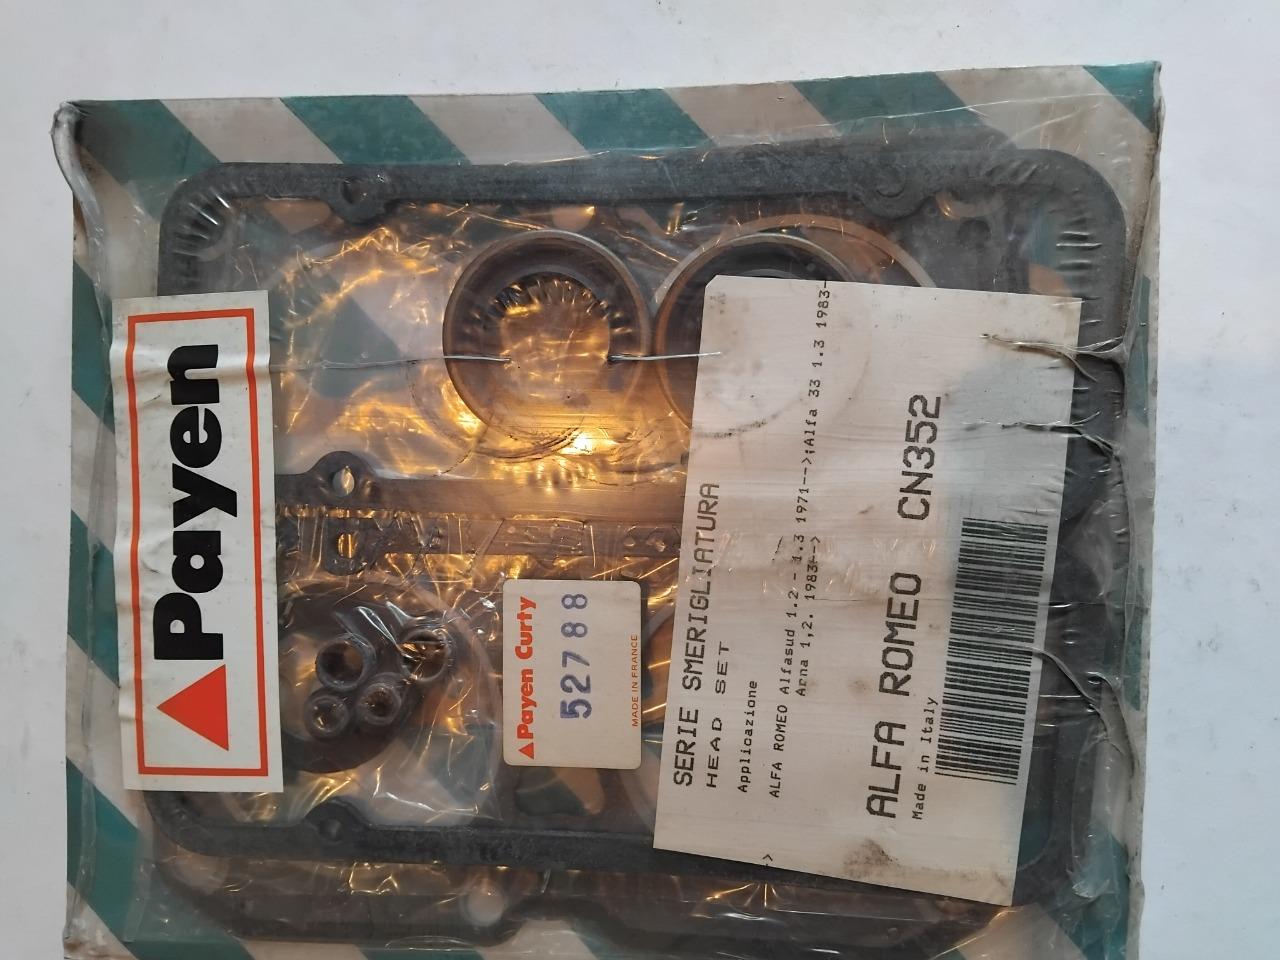 Payen
Payen Curty
52788
MADE IN FRANCE
SERIE SMERIGLIATURA
HEAD SET
Applicazione
ALFA ROMEO Alfasud 1.2 - 1.3 1971-->;Alfa 33 1.3 1983-
->
Arna 1,2. 1983-->
ALFA ROMEO CN352
Made in Italy